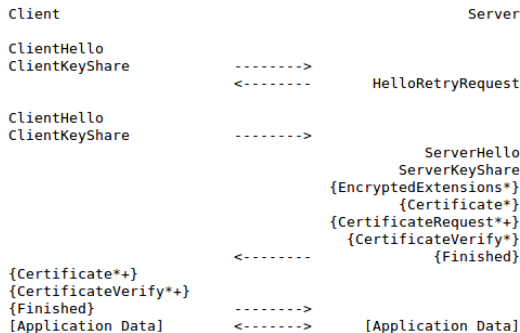 Client                                               Server

ClientHello
ClientKeyShare            -------->
                          <--------       HelloRetryRequest

ClientHello
ClientKeyShare            -------->
                                                ServerHello
                                             ServerKeyShare
                                     {EncryptedExtensions*}
                                             {Certificate*}
                                     {CertificateRequest*+}
                                       {CertificateVerify*}
                          <--------              {Finished}
{Certificate*+}
{CertificateVerify*+}
{Finished}                -------->
[Application Data]        <------->      [Application Data]